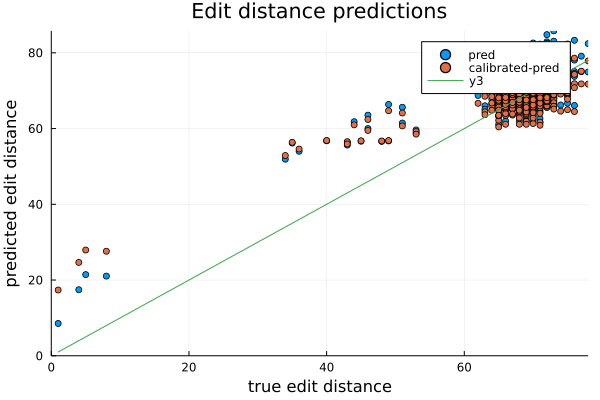 Edit distance predictions
pred
calibrated-pred
y3
predicted edit distance
80
60
40
20
0
0 20 40 60
true edit distance